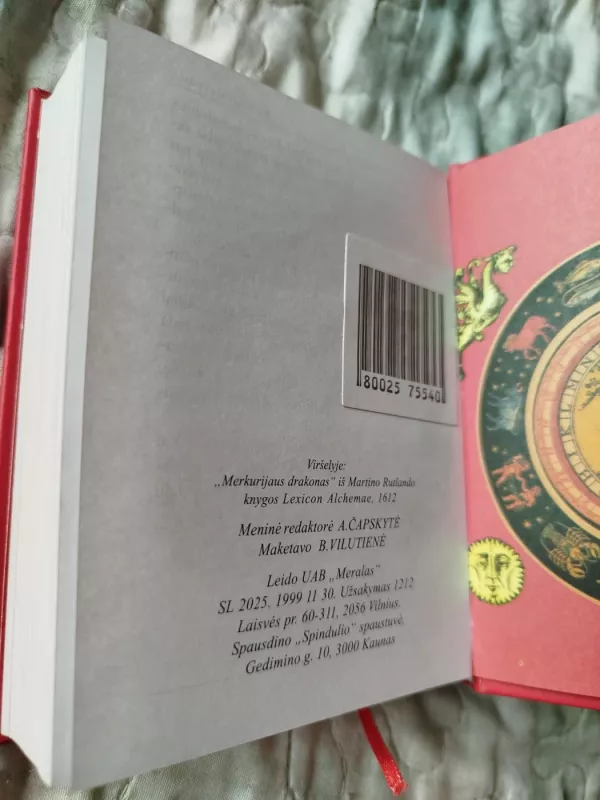 80025 75540
Viršelyje:
„Merkurijaus drakonas“ iš Martino Rutlando
knygos Lexicon Alchemae, 1612
Meninė redaktorė A.ČAPSKYTĖ
Maketavo B.VILUTIENĖ
Leido UAB „Meralas“
SL 2025, 1999 11 30. Užsakymas 1212
Laisvės pr. 60-311, 2056 Vilnius.
Spausdino „Spindulio“ spaustuvė,
Gedimino g. 10, 3000 Kaunas